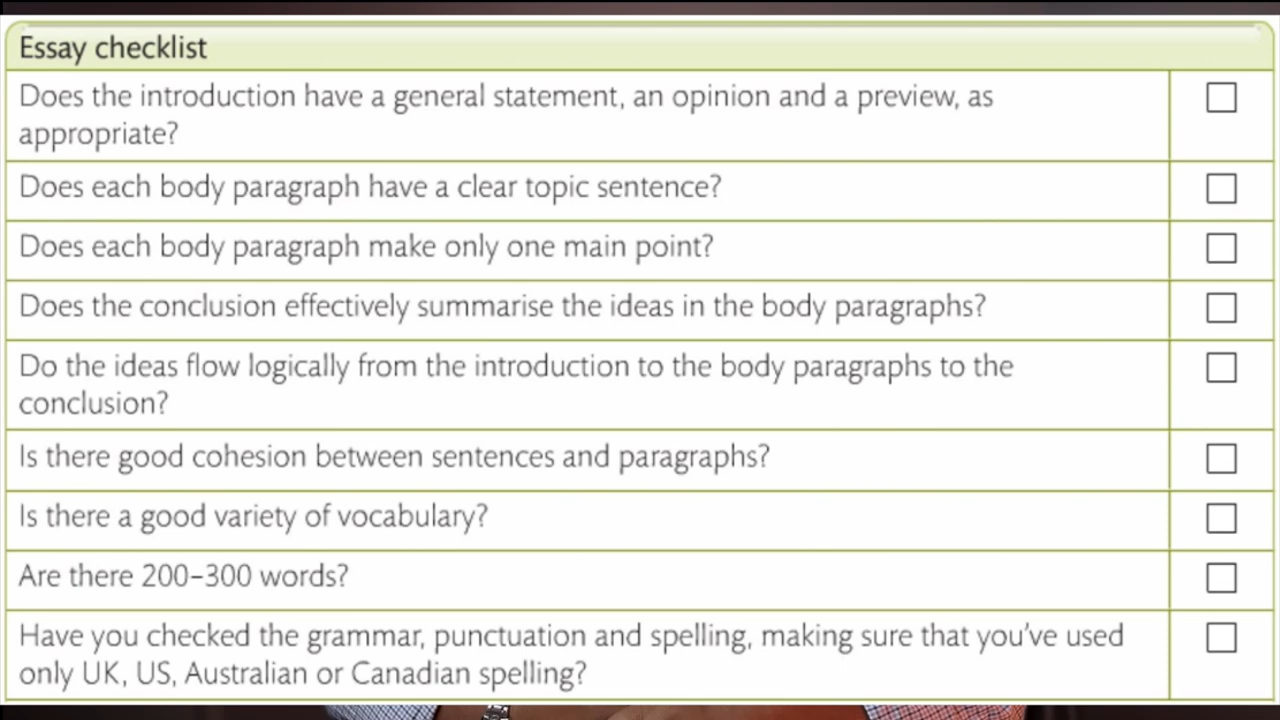 Essay checklist
Does the introduction have a general statement, an opinion and a preview, as
appropriate?
Does each body paragraph have a clear topic sentence?
Does each body paragraph make only one main point?
Does the conclusion effectively summarise the ideas in the body paragraphs?
Do the ideas flow logically from the introduction to the body paragraphs to the
conclusion?
Is there good cohesion between sentences and paragraphs?
Is there a good variety of vocabulary?
Are there 200–300 words?
Have you checked the grammar, punctuation and spelling, making sure that you've used
only UK, US, Australian or Canadian spelling?